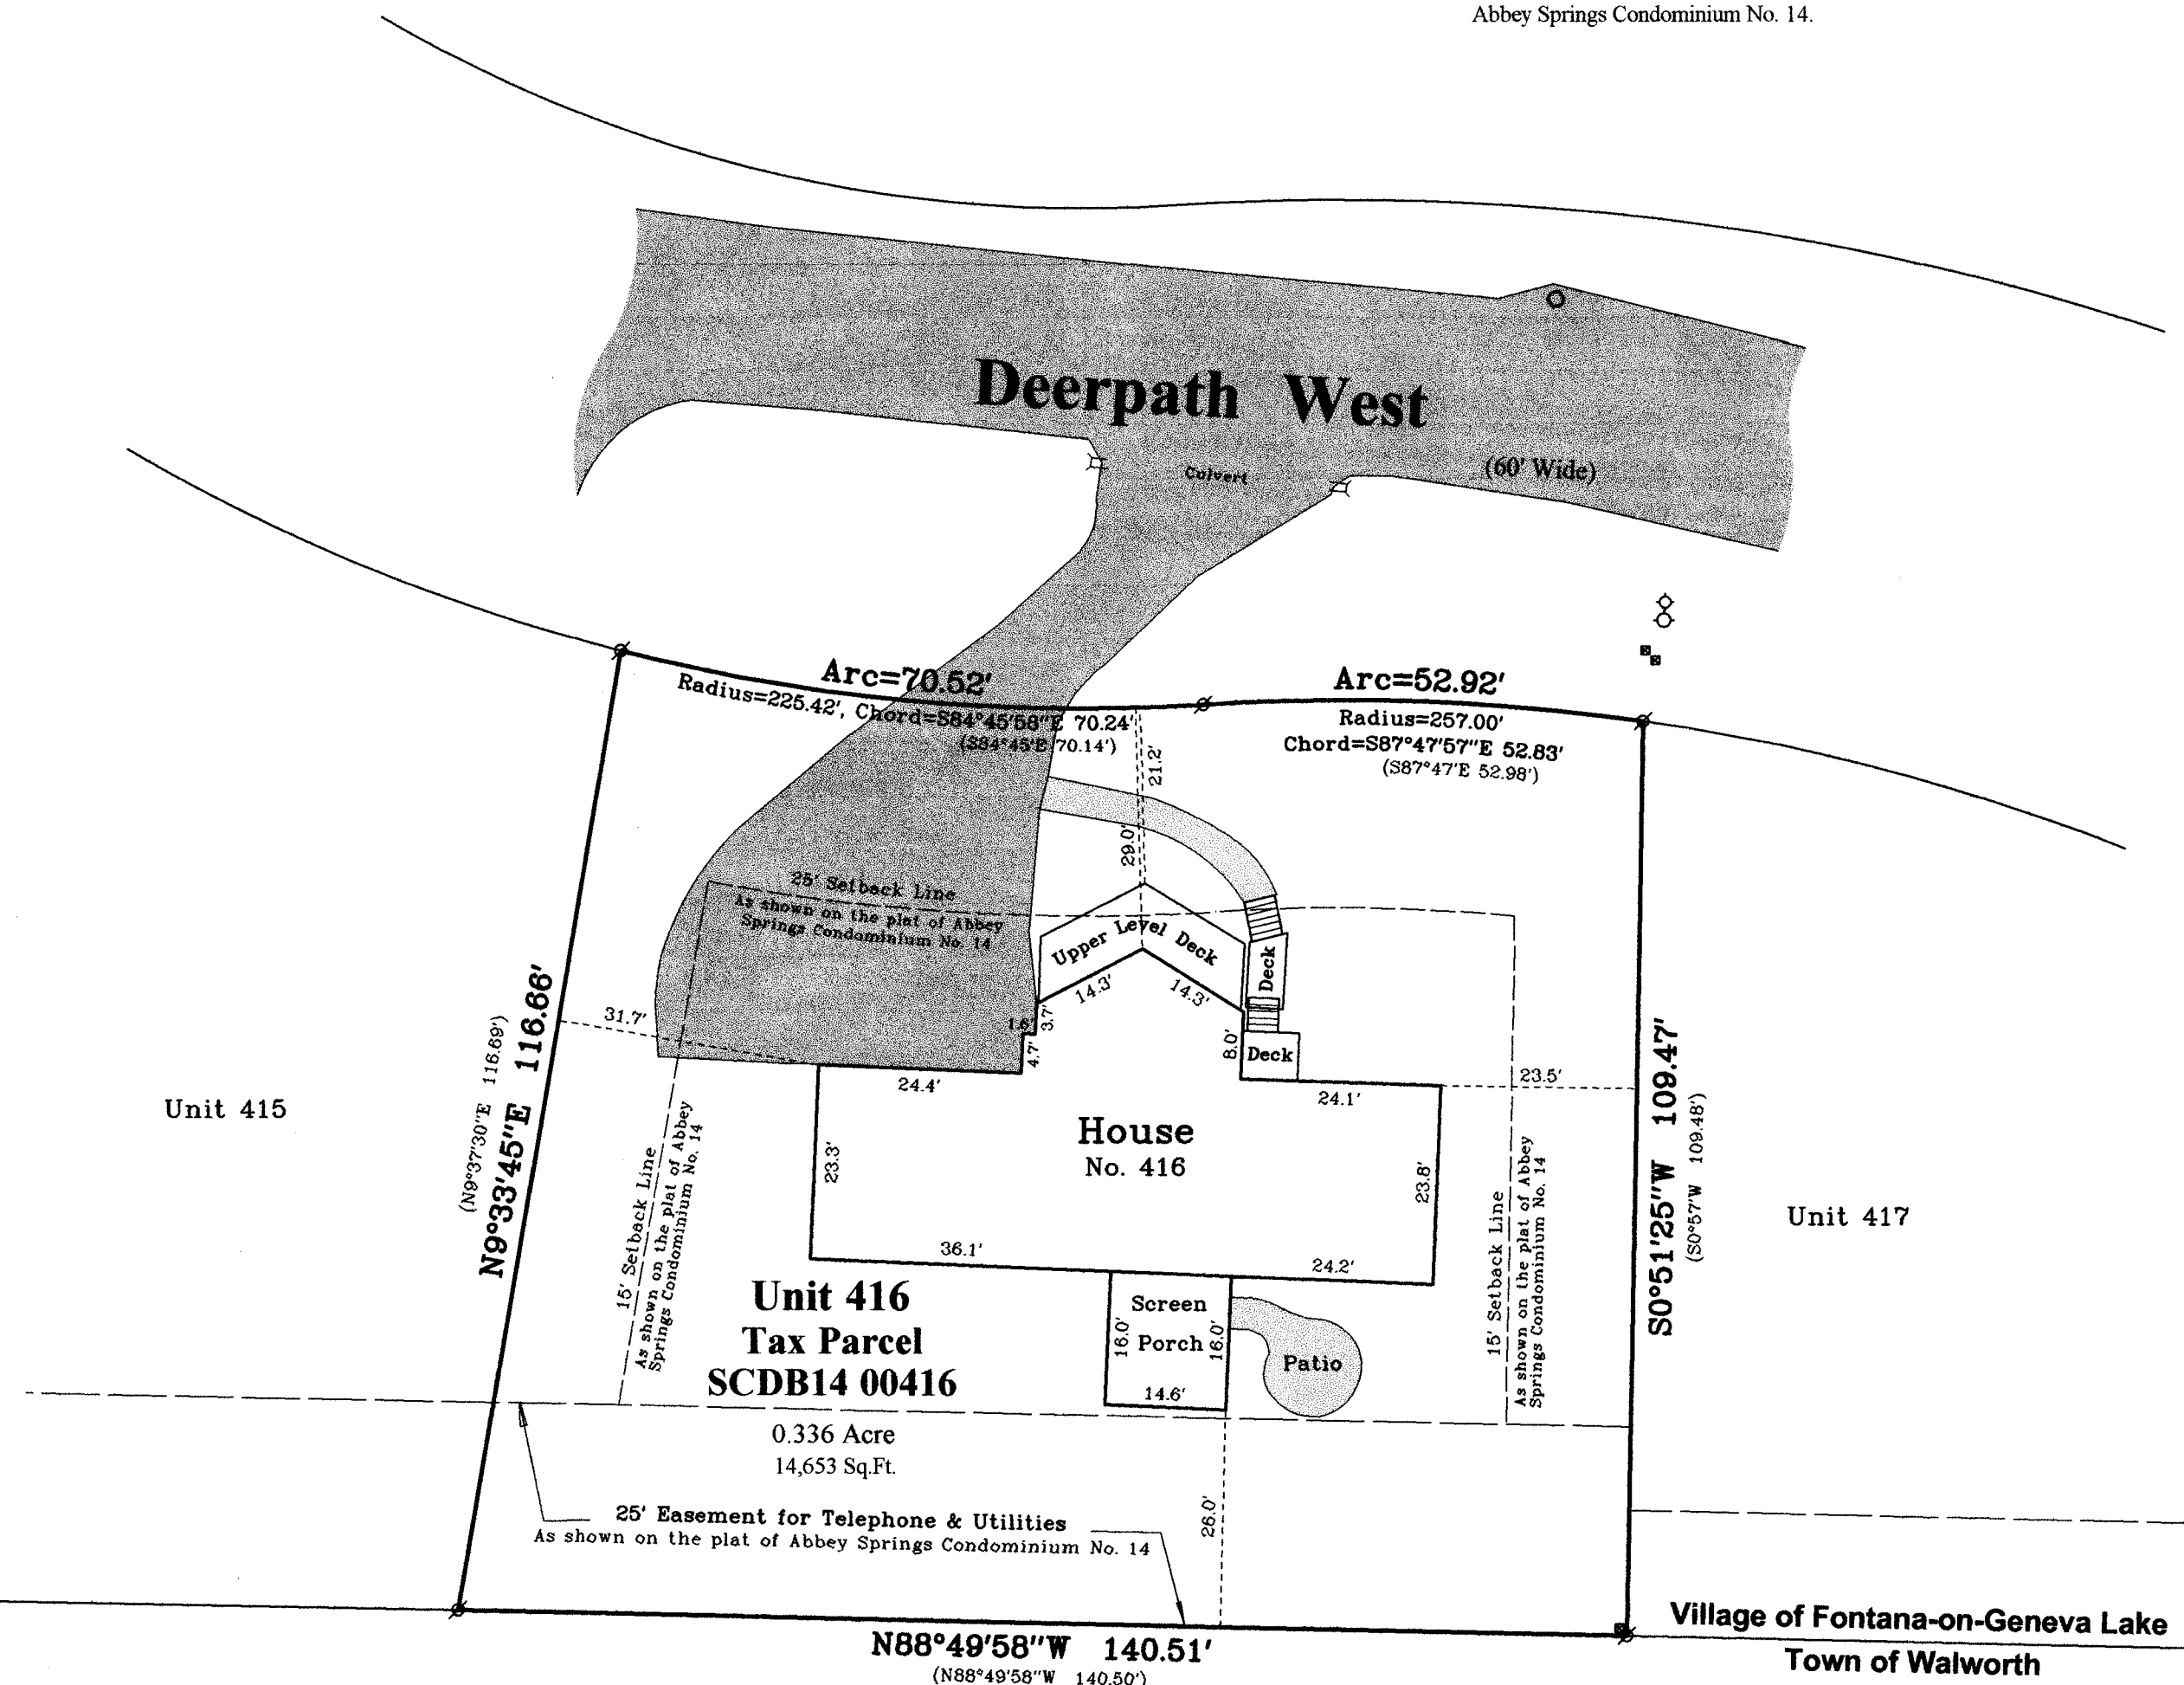 Abbey Springs Condominium No. 14.
Deerpath West
(60' Wide)
Culvert
Arc=70.52'
Radius=225.42', Chord=S84°45'58"E 70.24'
(S84°45'E 70.14')
Arc=52.92'
Radius=257.00'
Chord=S87°47'57"E 52.83'
(S87°47'E 52.98')
21.2'
29.0'
25' Setback Line
As shown on the plat of Abbey
Springs Condominium No. 14
Upper Level Deck
14.3'
14.3'
Deck
Deck
31.7'
1.6'
3.7'
4.7'
8.0'
24.4'
24.1'
23.5'
N9°33'45"E 116.66'
(N9°37'30"E 116.69')
S0°51'25"W 109.47'
(S0°57'W 109.48')
Unit 415
House
No. 416
23.3'
23.8'
Unit 417
15' Setback Line
As shown on the plat of Abbey
Springs Condominium No. 14
15' Setback Line
As shown on the plat of Abbey
Springs Condominium No. 14
36.1'
24.2'
Unit 416
Tax Parcel
SCDB14 00416
0.336 Acre
14,653 Sq.Ft.
Screen
Porch
16.0'
16.0'
14.6'
Patio
26.0'
25' Easement for Telephone & Utilities
As shown on the plat of Abbey Springs Condominium No. 14
N88°49'58"W 140.51'
(N88°49'58"W 140.50')
Village of Fontana-on-Geneva Lake
Town of Walworth